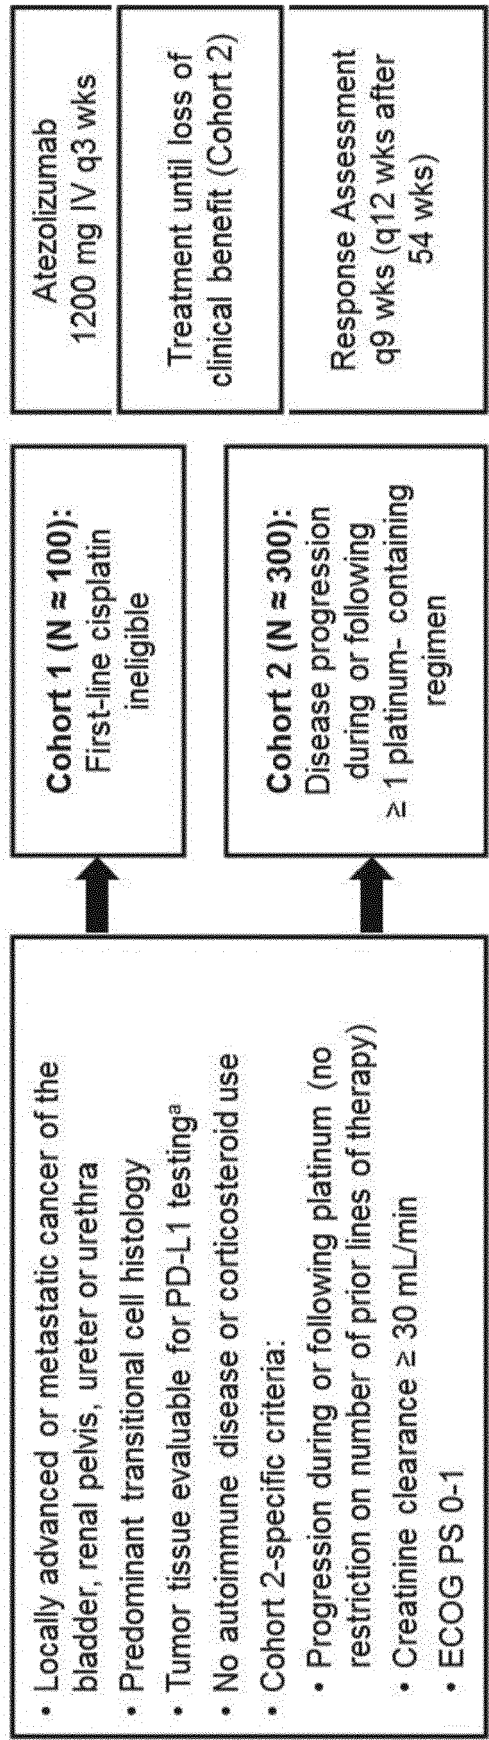 • Locally advanced or metastatic cancer of the
bladder, renal pelvis, ureter or urethra
• Predominant transitional cell histology
• Tumor tissue evaluable for PD-L1 testingᵃ
• No autoimmune disease or corticosteroid use
• Cohort 2-specific criteria:
• Progression during or following platinum (no
restriction on number of prior lines of therapy)
• Creatinine clearance ≥ 30 mL/min
• ECOG PS 0-1
Cohort 1 (N ≈ 100):
First-line cisplatin
ineligible
Cohort 2 (N ≈ 300):
Disease progression
during or following
≥ 1 platinum- containing
regimen
Atezolizumab
1200 mg IV q3 wks
Treatment until loss of
clinical benefit (Cohort 2)
Response Assessment
q9 wks (q12 wks after
54 wks)